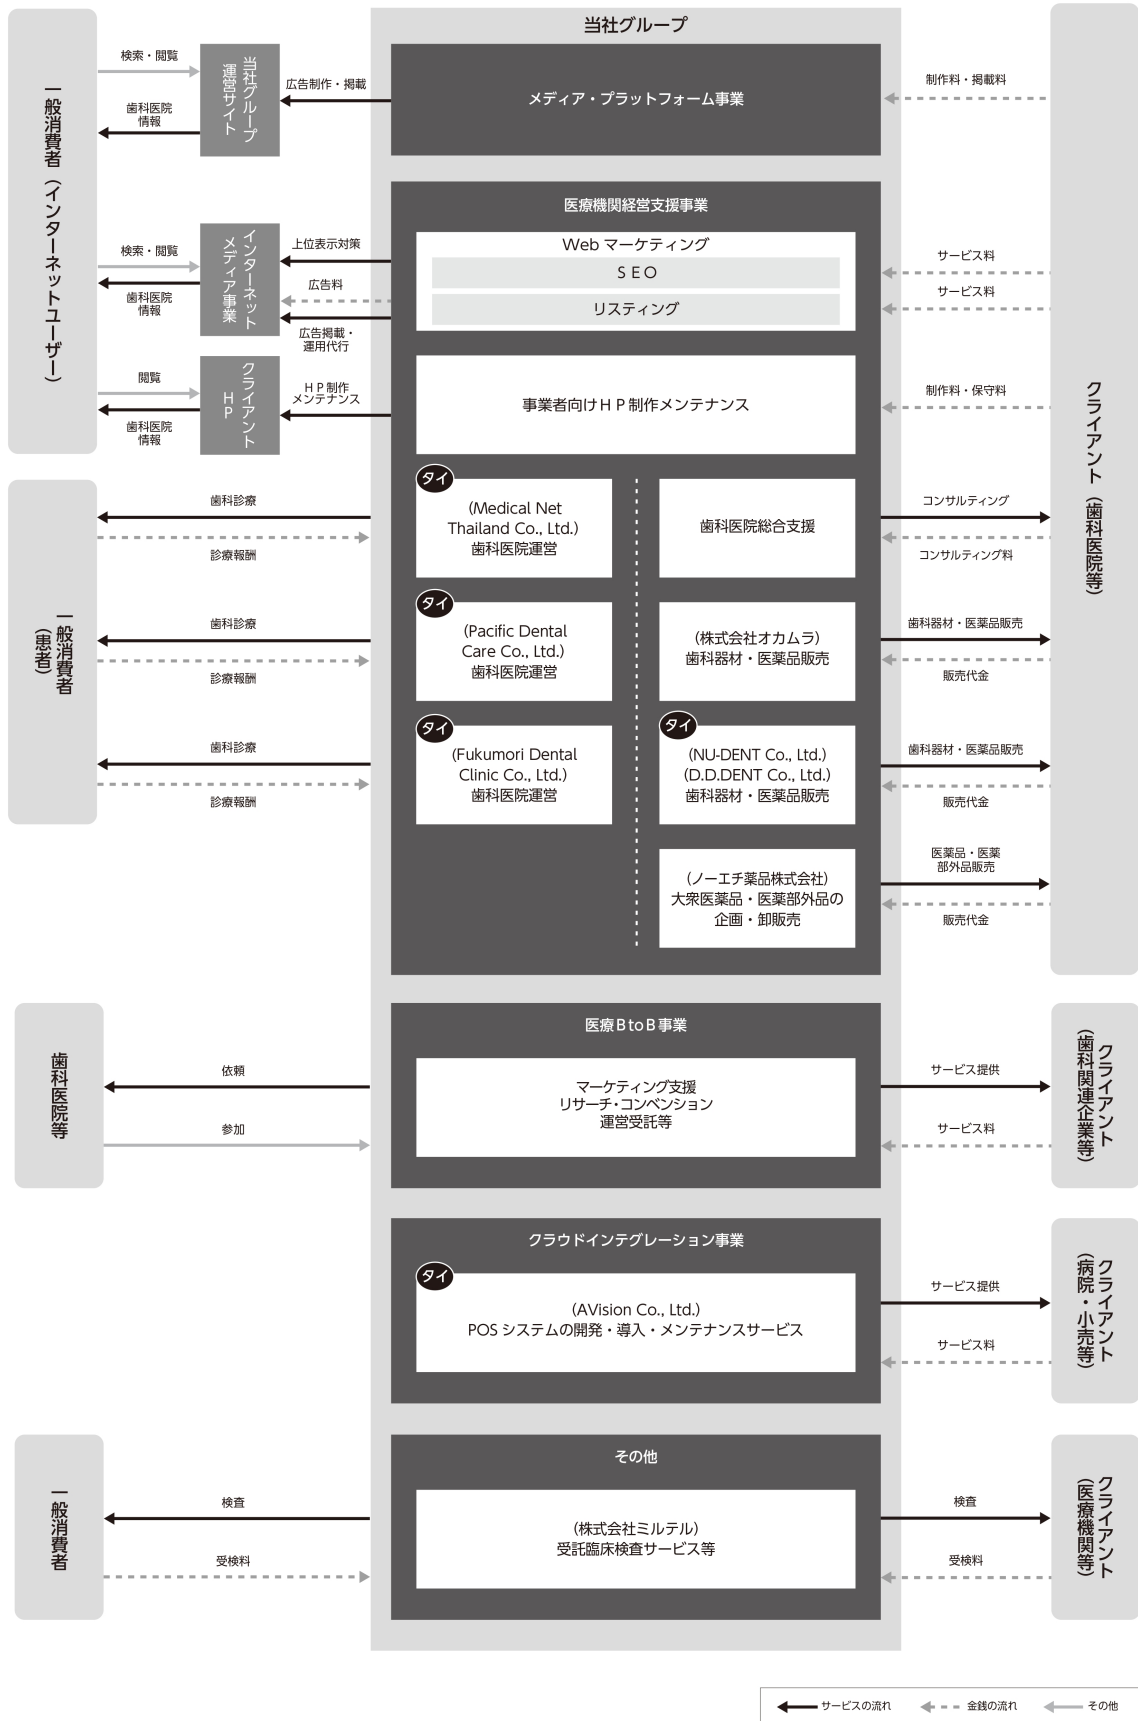 当社グループ
一般消費者（インターネットユーザー）
検索・閲覧
歯科医院
情報
当社グループ
運営サイト
広告制作・掲載
メディア・プラットフォーム事業
制作料・掲載料
医療機関経営支援事業
検索・閲覧
歯科医院
情報
インターネット
メディア事業
上位表示対策
広告料
広告掲載・
運用代行
Web マーケティング
ＳＥＯ
リスティング
サービス料
サービス料
閲覧
歯科医院
情報
クライアント
ＨＰ
ＨＰ制作
メンテナンス
事業者向けＨＰ制作メンテナンス
制作料・保守料
クライアント（歯科医院等）
一般消費者
（患者）
歯科診療
診療報酬
タイ
(Medical Net
Thailand Co., Ltd.)
歯科医院運営
歯科医院総合支援
コンサルティング
コンサルティング料
歯科診療
診療報酬
タイ
(Pacific Dental
Care Co., Ltd.)
歯科医院運営
(株式会社オカムラ)
歯科器材・医薬品販売
歯科器材・医薬品販売
販売代金
歯科診療
診療報酬
タイ
(Fukumori Dental
Clinic Co., Ltd.)
歯科医院運営
タイ
(NU-DENT Co., Ltd.)
(D.D.DENT Co., Ltd.)
歯科器材・医薬品販売
歯科器材・医薬品販売
販売代金
(ノーエチ薬品株式会社)
大衆医薬品・医薬部外品の
企画・卸販売
医薬品・医薬
部外品販売
販売代金
歯科医院等
依頼
参加
医療BtoB事業
マーケティング支援
リサーチ・コンベンション
運営受託等
サービス提供
サービス料
クライアント
（歯科関連企業等）
クラウドインテグレーション事業
タイ
(AVision Co., Ltd.)
POS システムの開発・導入・メンテナンスサービス
サービス提供
サービス料
クライアント
（病院・小売等）
一般消費者
検査
受検料
その他
(株式会社ミルテル)
受託臨床検査サービス等
検査
受検料
クライアント
（医療機関等）
サービスの流れ
金銭の流れ
その他